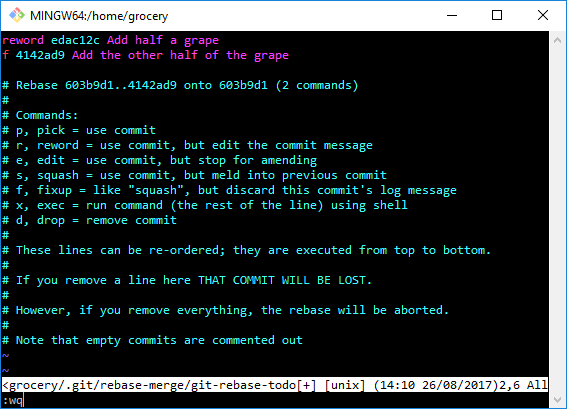 MINGW64:/home/grocery
reword edac12c Add half a grape
f 4142ad9 Add the other half of the grape
# Rebase 603b9d1..4142ad9 onto 603b9d1 (2 commands)
#
# Commands:
# p, pick = use commit
# r, reword = use commit, but edit the commit message
# e, edit = use commit, but stop for amending
# s, squash = use commit, but meld into previous commit
# f, fixup = like "squash", but discard this commit's log message
# x, exec = run command (the rest of the line) using shell
# d, drop = remove commit
#
# These lines can be re-ordered; they are executed from top to bottom.
#
# If you remove a line here THAT COMMIT WILL BE LOST.
#
# However, if you remove everything, the rebase will be aborted.
#
# Note that empty commits are commented out
~
~
<grocery/.git/rebase-merge/git-rebase-todo[+] [unix] (14:10 26/08/2017)2,6 All
:wq